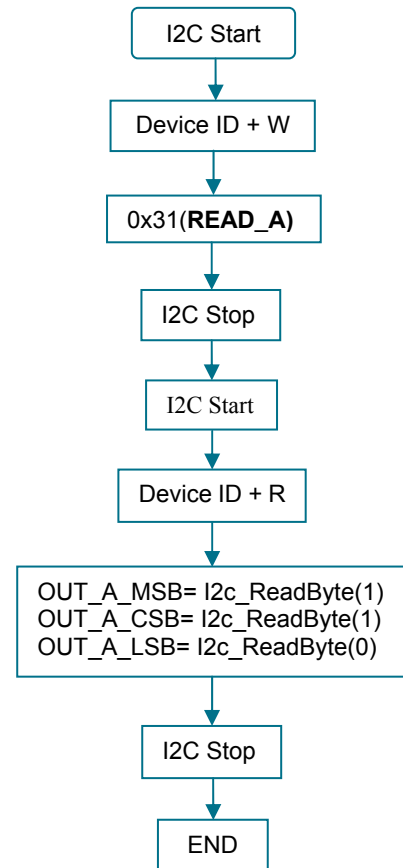 I2C Start
Device ID + W
0x31(READ_A)
I2C Stop
I2C Start
Device ID + R
OUT_A_MSB= I2c_ReadByte(1)
OUT_A_CSB= I2c_ReadByte(1)
OUT_A_LSB= I2c_ReadByte(0)
I2C Stop
END